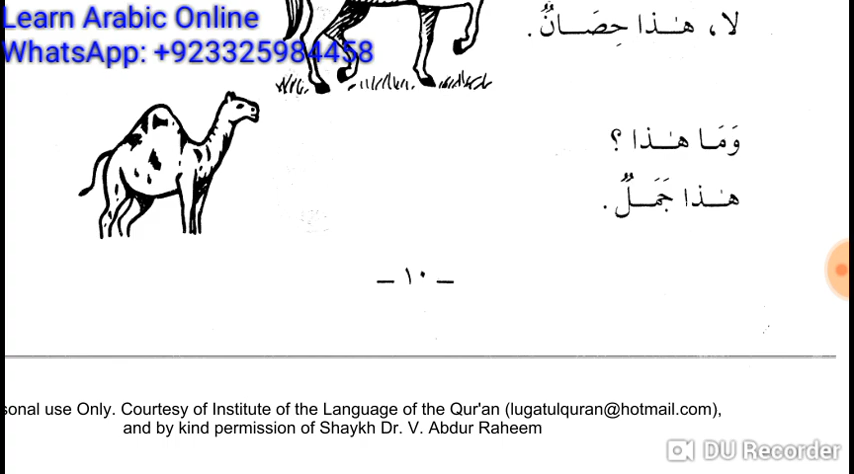 Learn Arabic Online
WhatsApp: +923325984458
لا، هٰذا حِصَانٌ.
وَمَا هٰذا ؟
هٰذا جَمَلٌ.
– ١٠ –
sonal use Only. Courtesy of Institute of the Language of the Qur'an (lugatulquran@hotmail.com),
and by kind permission of Shaykh Dr. V. Abdur Raheem
DU Recorder